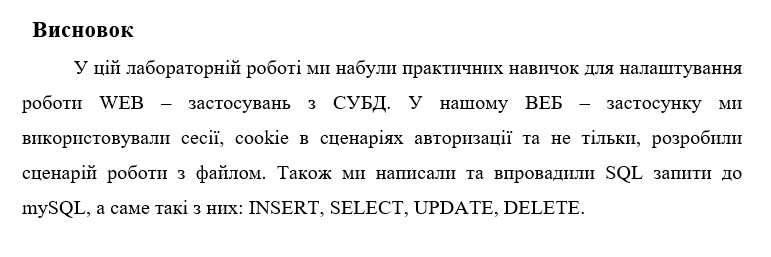 Висновок
У цій лабораторній роботі ми набули практичних навичок для налаштування
роботи WEB – застосувань з СУБД. У нашому ВЕБ – застосунку ми
використовували сесії, cookie в сценаріях авторизації та не тільки, розробили
сценарій роботи з файлом. Також ми написали та впровадили SQL запити до
mySQL, а саме такі з них: INSERT, SELECT, UPDATE, DELETE.